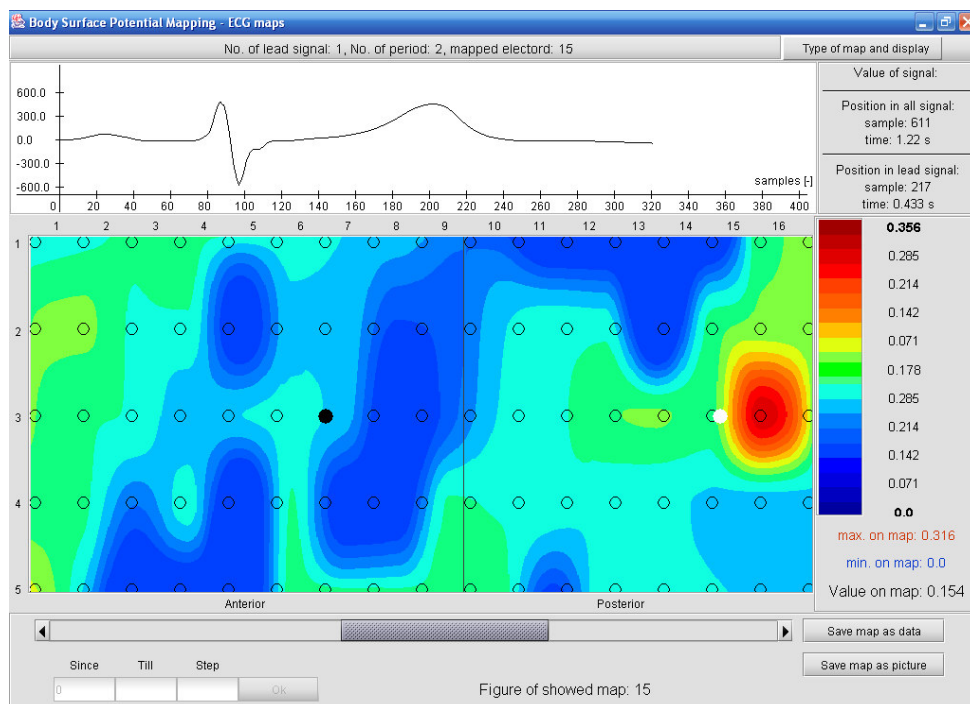 Body Surface Potential Mapping - ECG maps
No. of lead signal: 1, No. of period: 2, mapped electord: 15
Type of map and display
Value of signal:
Position in all signal:
sample: 611
time: 1.22 s
Position in lead signal:
sample: 217
time: 0.433 s
600.0
300.0
0.0
-300.0
-600.0
samples [-]
0 20 40 60 80 100 120 140 160 180 200 220 240 260 280 300 320 340 360 380 400
1 2 3 4 5 6 7 8 9 10 11 12 13 14 15 16
1
2
3
4
5
0.356
0.285
0.214
0.142
0.071
0.178
0.285
0.214
0.142
0.071
0.0
max. on map: 0.316
min. on map: 0.0
Value on map: 0.154
Anterior Posterior
Save map as data
Since Till Step
Save map as picture
0 Ok
Figure of showed map: 15